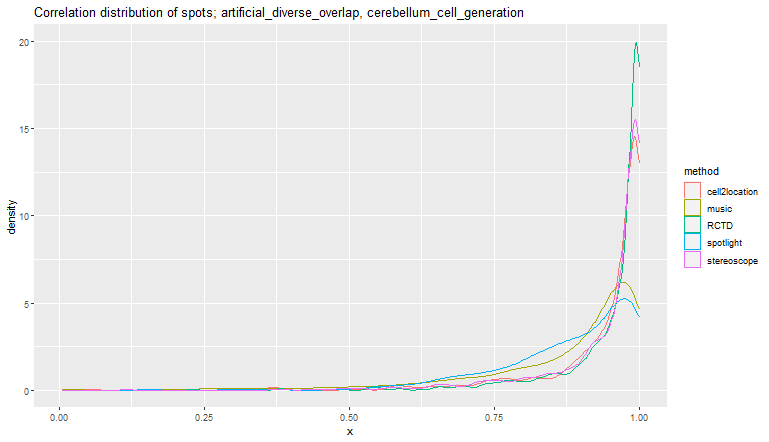 Correlation distribution of spots; artificial_diverse_overlap, cerebellum_cell_generation
20
15
10
5
0
density
0.00 0.25 0.50 0.75 1.00
x
method
cell2location
music
RCTD
spotlight
stereoscope